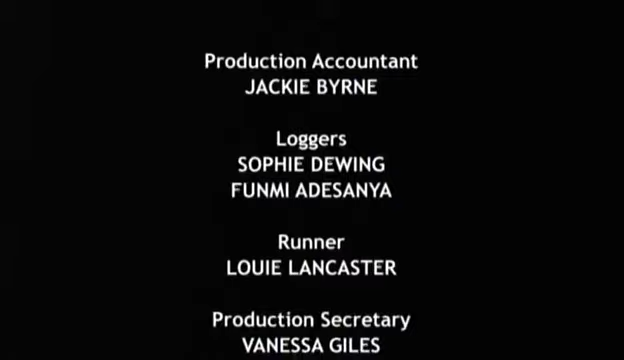 Production Accountant
JACKIE BYRNE
Loggers
SOPHIE DEWING
FUNMI ADESANYA
Runner
LOUIE LANCASTER
Production Secretary
VANESSA GILES